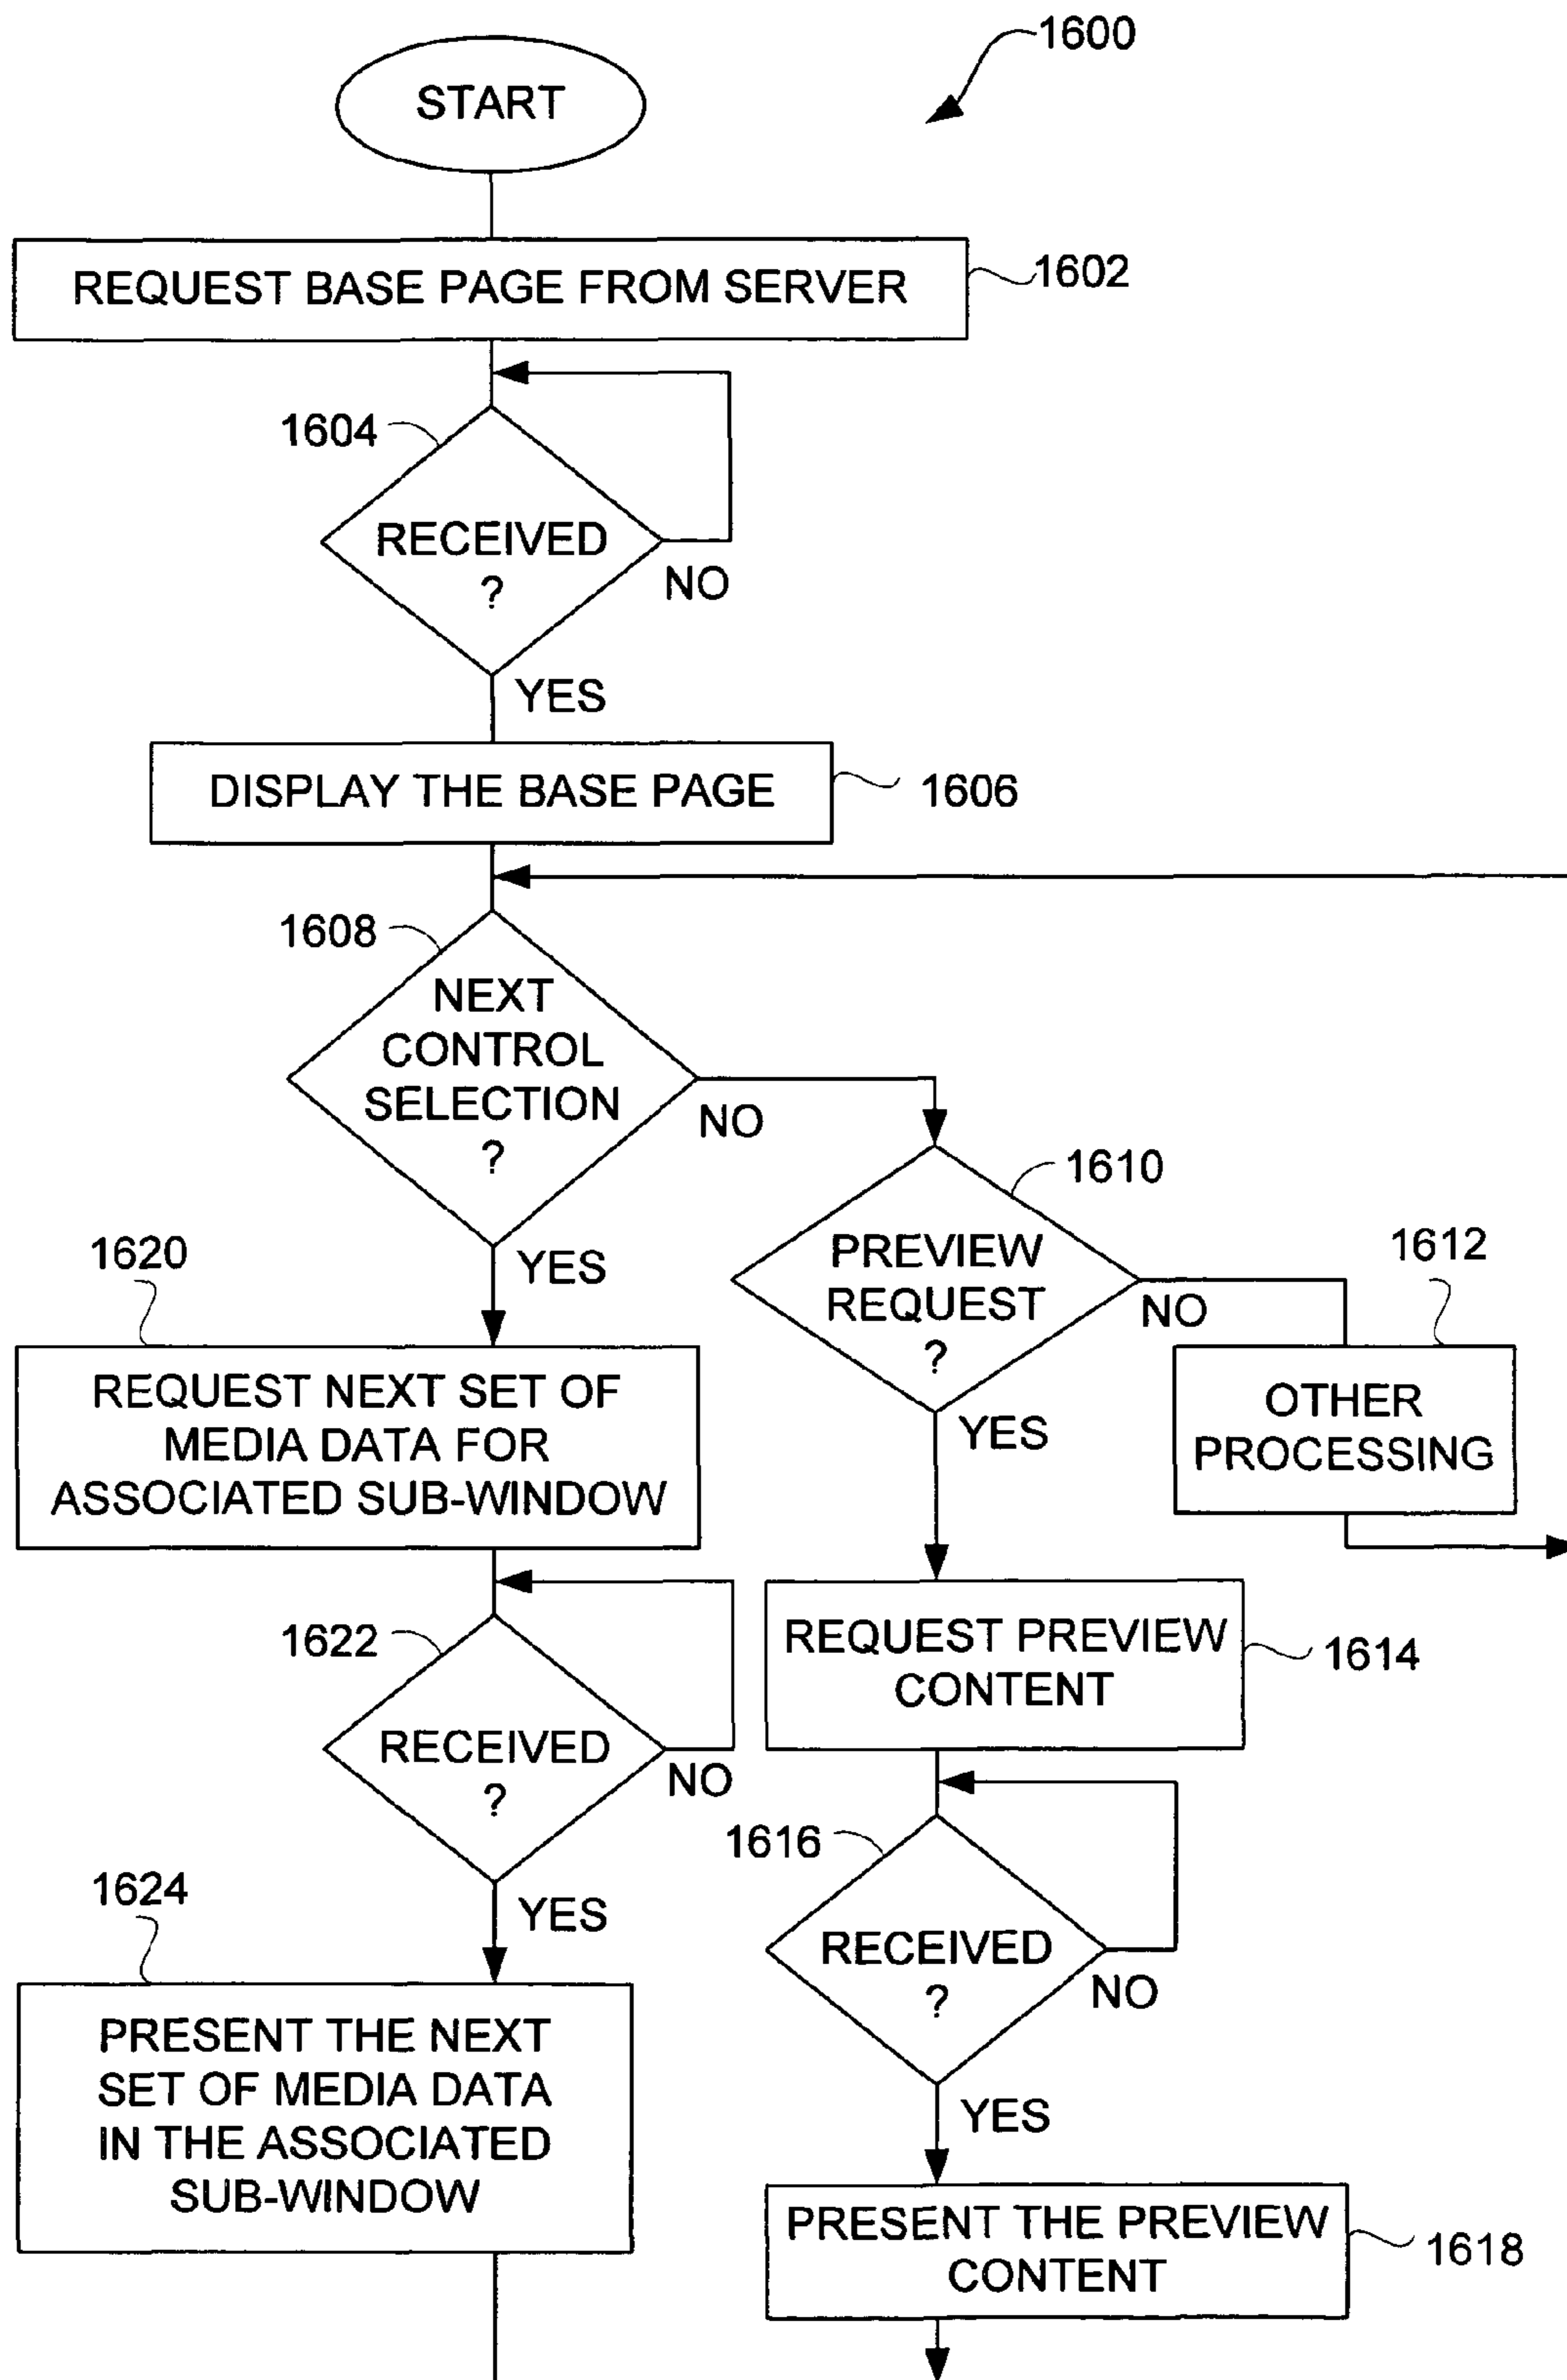 1600
START
REQUEST BASE PAGE FROM SERVER
1602
1604
RECEIVED
?
NO
YES
DISPLAY THE BASE PAGE
1606
1608
NEXT
CONTROL
SELECTION
?
NO
YES
1610
PREVIEW
REQUEST
?
NO
YES
1612
OTHER
PROCESSING
1620
REQUEST NEXT SET OF
MEDIA DATA FOR
ASSOCIATED SUB-WINDOW
1622
RECEIVED
?
NO
YES
REQUEST PREVIEW
CONTENT
1614
1616
RECEIVED
?
NO
YES
1624
PRESENT THE NEXT
SET OF MEDIA DATA
IN THE ASSOCIATED
SUB-WINDOW
PRESENT THE PREVIEW
CONTENT
1618